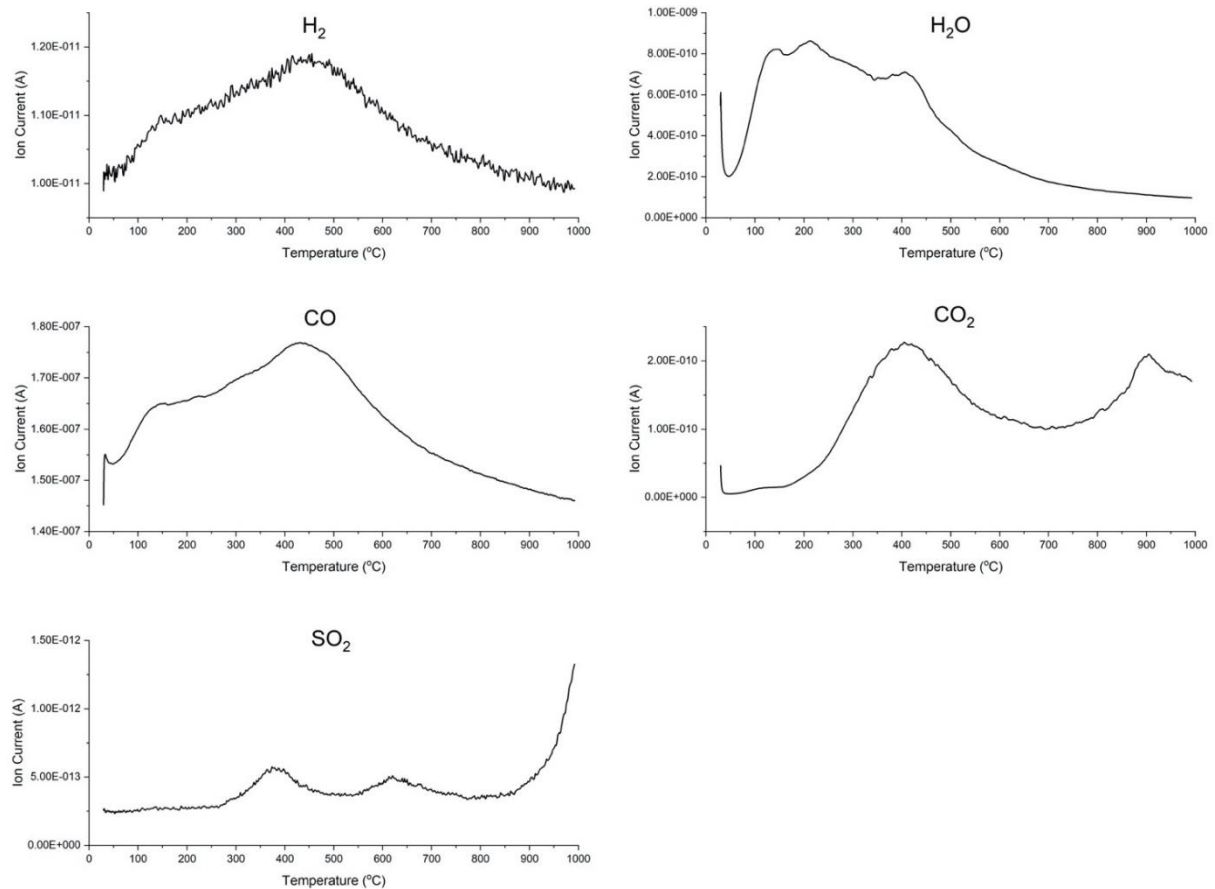 H₂
1.20E-011
1.10E-011
1.00E-011
Ion Current (A)
0 100 200 300 400 500 600 700 800 900 1000
Temperature (°C)
H₂O
1.00E-009
8.00E-010
6.00E-010
4.00E-010
2.00E-010
0.00E+000
Ion Current (A)
0 100 200 300 400 500 600 700 800 900 1000
Temperature (°C)
CO
1.80E-007
1.70E-007
1.60E-007
1.50E-007
1.40E-007
Ion Current (A)
0 100 200 300 400 500 600 700 800 900 1000
Temperature (°C)
CO₂
2.00E-010
1.00E-010
0.00E+000
Ion Current (A)
0 100 200 300 400 500 600 700 800 900 1000
Temperature (°C)
SO₂
1.50E-012
1.00E-012
5.00E-013
0.00E+000
Ion Current (A)
0 100 200 300 400 500 600 700 800 900 1000
Temperature (°C)